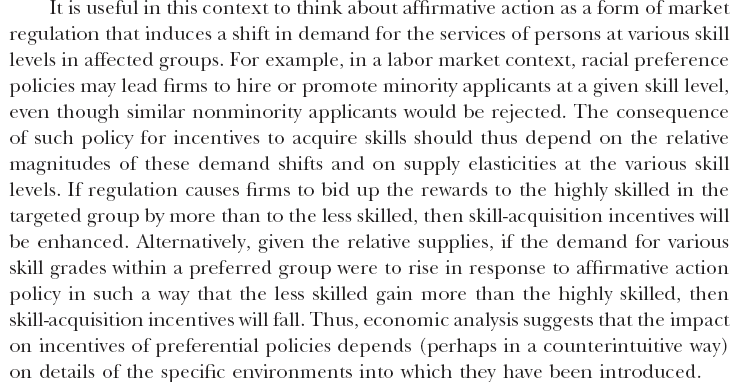 It is useful in this context to think about affirmative action as a form of market
regulation that induces a shift in demand for the services of persons at various skill
levels in affected groups. For example, in a labor market context, racial preference
policies may lead firms to hire or promote minority applicants at a given skill level,
even though similar nonminority applicants would be rejected. The consequence
of such policy for incentives to acquire skills should thus depend on the relative
magnitudes of these demand shifts and on supply elasticities at the various skill
levels. If regulation causes firms to bid up the rewards to the highly skilled in the
targeted group by more than to the less skilled, then skill-acquisition incentives will
be enhanced. Alternatively, given the relative supplies, if the demand for various
skill grades within a preferred group were to rise in response to affirmative action
policy in such a way that the less skilled gain more than the highly skilled, then
skill-acquisition incentives will fall. Thus, economic analysis suggests that the impact
on incentives of preferential policies depends (perhaps in a counterintuitive way)
on details of the specific environments into which they have been introduced.